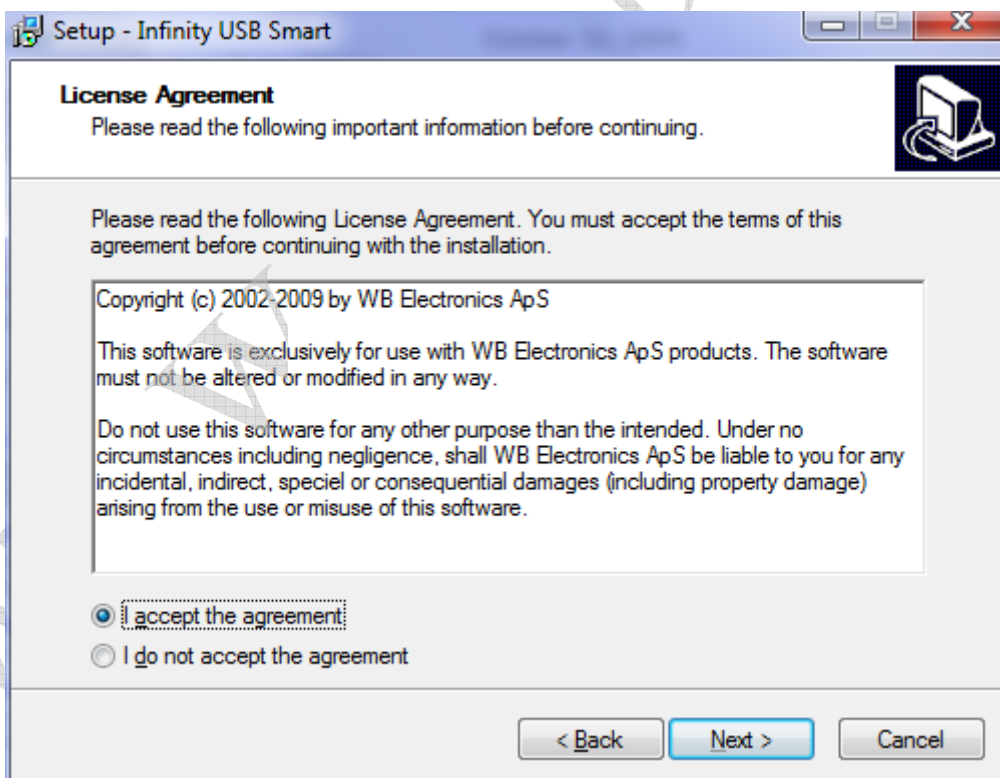 Setup - Infinity USB Smart
License Agreement
Please read the following important information before continuing.
Please read the following License Agreement. You must accept the terms of this
agreement before continuing with the installation.
Copyright (c) 2002-2009 by WB Electronics ApS
This software is exclusively for use with WB Electronics ApS products. The software
must not be altered or modified in any way.
Do not use this software for any other purpose than the intended. Under no
circumstances including negligence, shall WB Electronics ApS be liable to you for any
incidental, indirect, speciel or consequential damages (including property damage)
arising from the use or misuse of this software.
I accept the agreement
I do not accept the agreement
< Back Next > Cancel